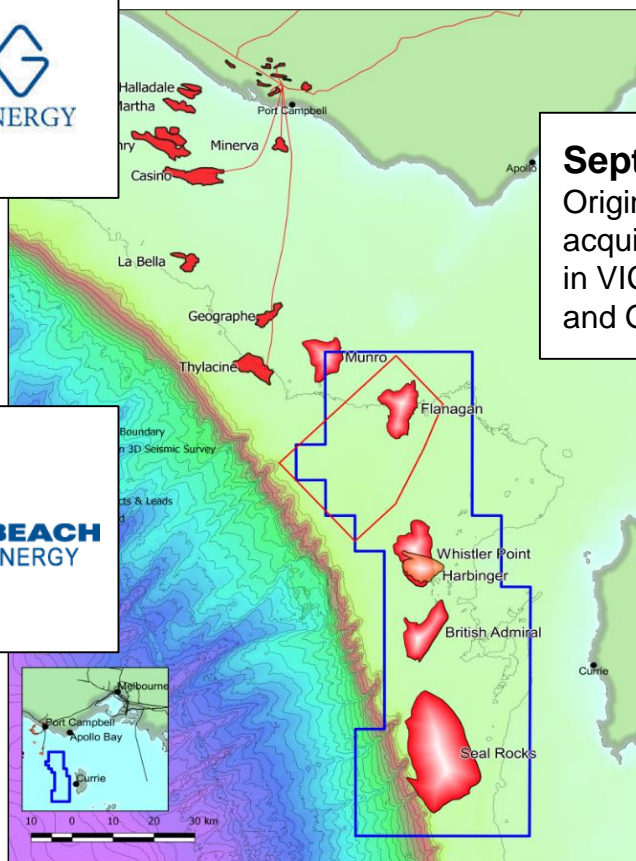 NERGY
Halladale
Martha
nry
Minerva
Casino
Port Campbell
Apollo
Sept
Origin
acqui
in VIC
and O
La Bella
Geographe
Thylacine
Munro
Flanagan
Boundary
n 3D Seismic Survey
cts & Leads
d
BEACH
NERGY
Whistler Point
Harbinger
British Admiral
Currie
Seal Rocks
Melbourne
Port Campbell
Apollo Bay
Currie
10 0 10 20 30 km